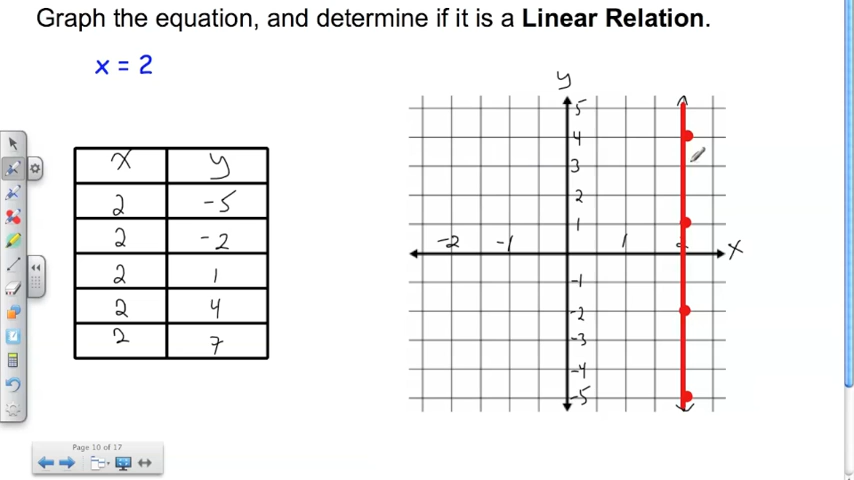 Graph the equation, and determine if it is a Linear Relation.
x = 2
x y
2 -5
2 -2
2 1
2 4
2 7
y
5
4
3
2
1
-2 -1 1 2 x
-1
-2
-3
-4
-5
Page 10 of 17